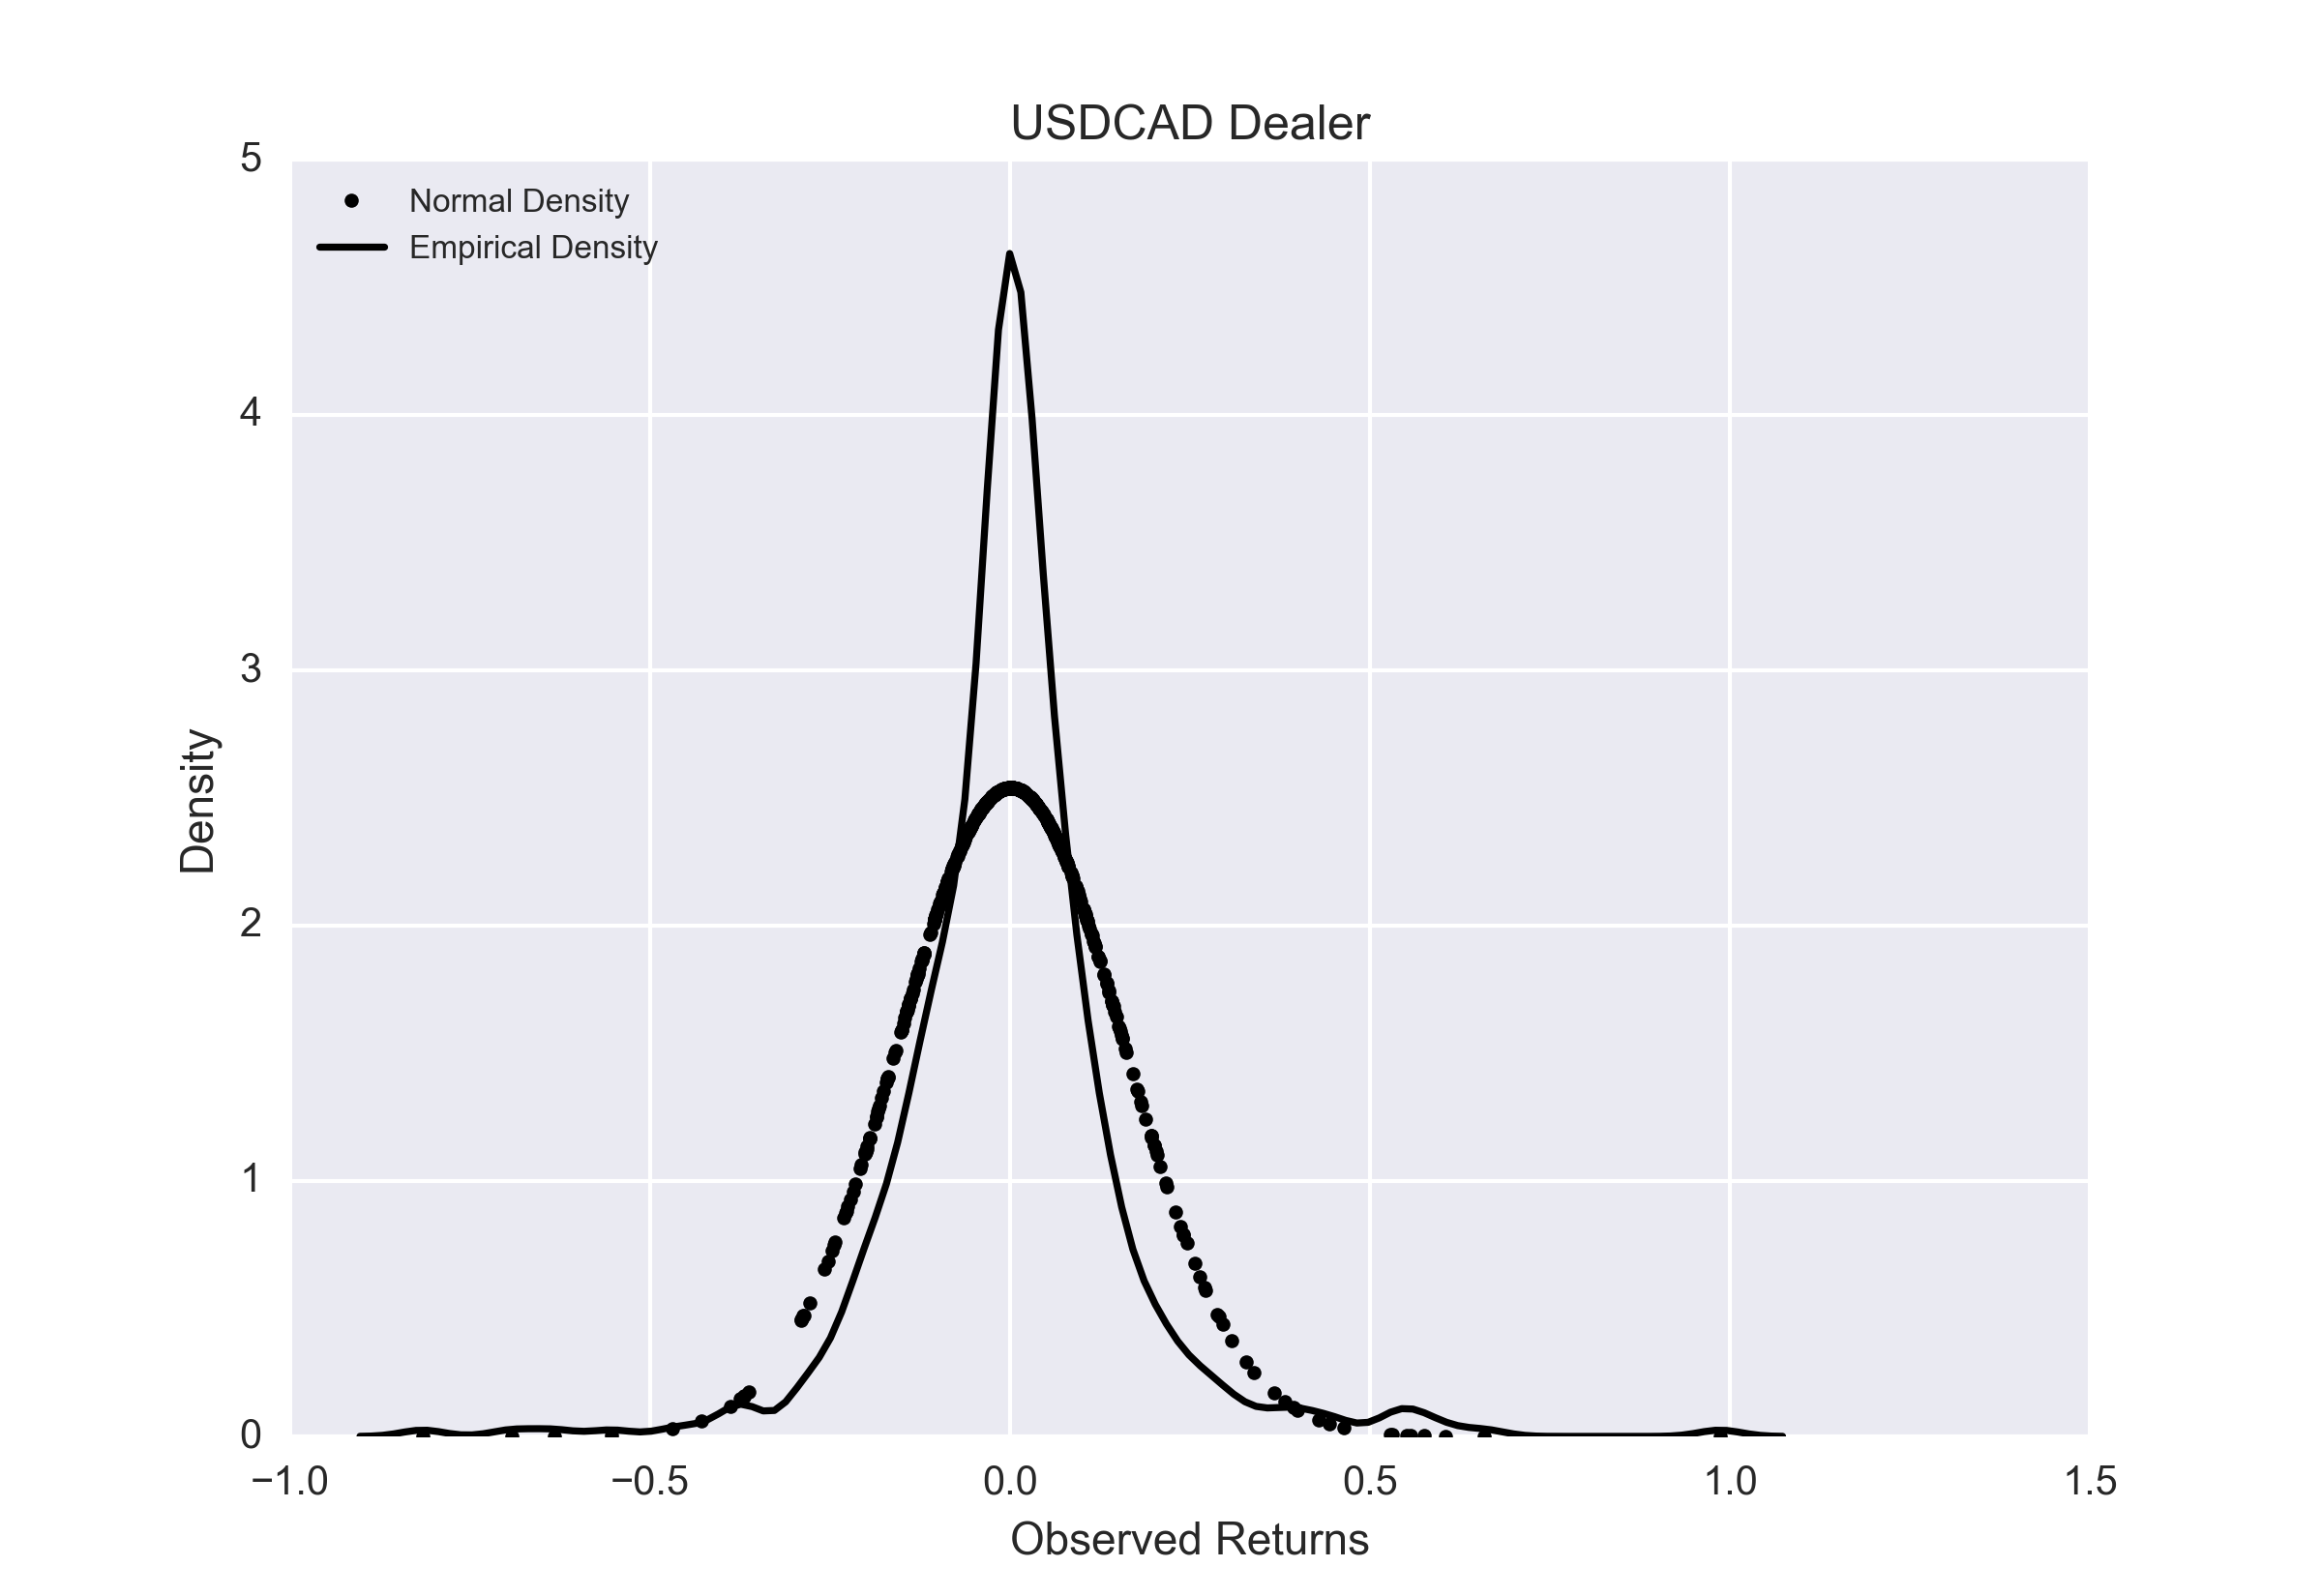 USDCAD Dealer
5
Normal Density
Empirical Density
4
3
Density
2
1
0
−1.0 −0.5 0.0 0.5 1.0 1.5
Observed Returns